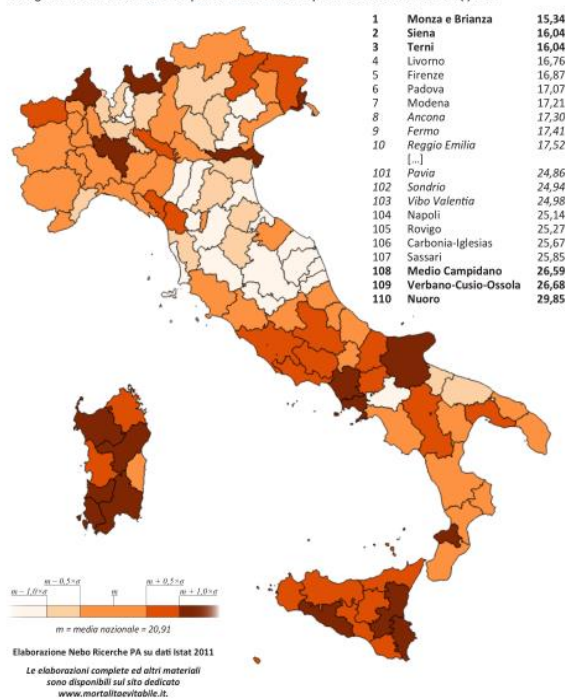 1 Monza e Brianza 15,34
2 Siena 16,04
3 Terni 16,04
4 Livorno 16,76
5 Firenze 16,87
6 Padova 17,07
7 Modena 17,21
8 Ancona 17,30
9 Fermo 17,41
10 Reggio Emilia 17,52
[...]
101 Pavia 24,86
102 Sondrio 24,94
103 Vibo Valentia 24,98
104 Napoli 25,14
105 Rovigo 25,27
106 Carbonia-Iglesias 25,67
107 Sassari 25,85
108 Medio Campidano 26,59
109 Verbano-Cusio-Ossola 26,68
110 Nuoro 29,85
m − 0,5×σ m + 0,5×σ
m − 1,0×σ m m + 1,0×σ
m = media nazionale = 20,91
Elaborazione Nebo Ricerche PA su dati Istat 2011
Le elaborazioni complete ed altri materiali
sono disponibili sul sito dedicato
www.mortalitaevitabile.it.